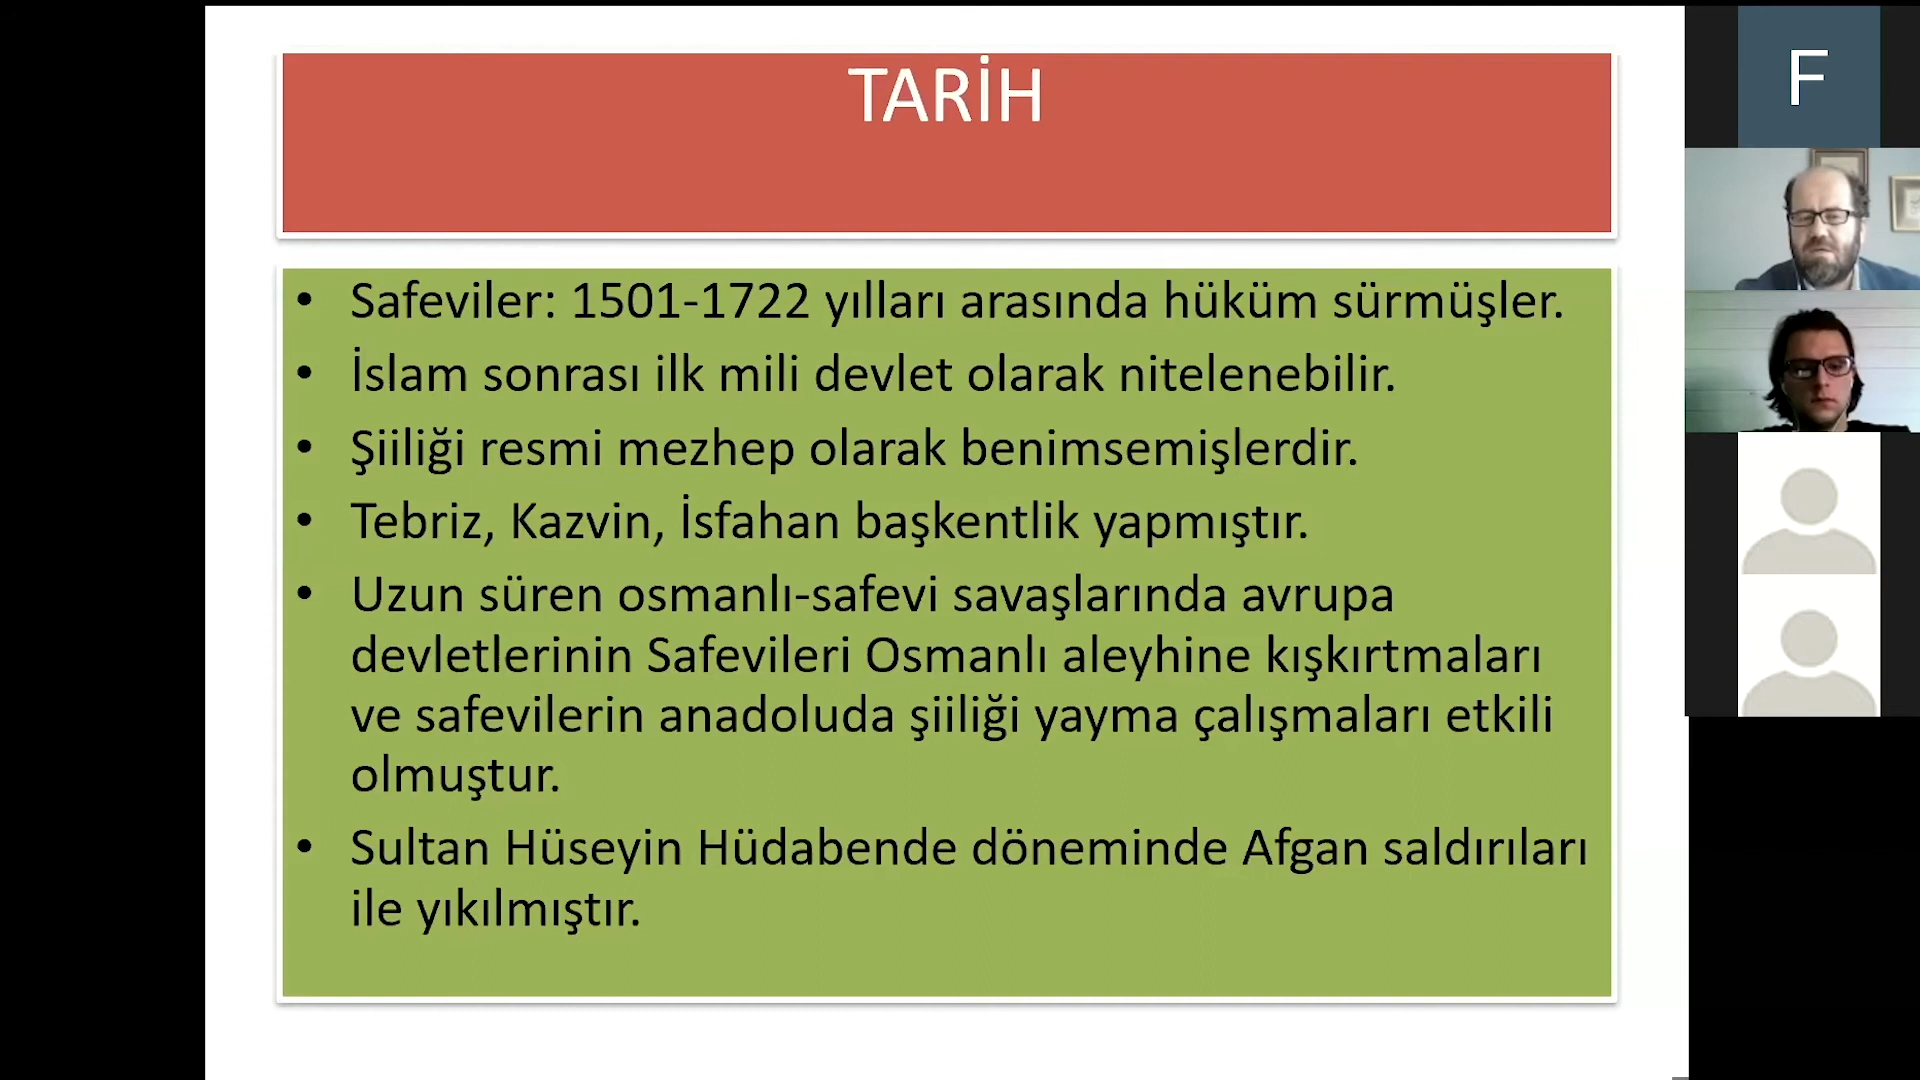 TARİH
• Safeviler: 1501-1722 yılları arasında hüküm sürmüşler.
• İslam sonrası ilk mili devlet olarak nitelenebilir.
• Şiiliği resmi mezhep olarak benimsemişlerdir.
• Tebriz, Kazvin, İsfahan başkentlik yapmıştır.
• Uzun süren osmanlı-safevi savaşlarında avrupa
devletlerinin Safevileri Osmanlı aleyhine kışkırtmaları
ve safevilerin anadoluda şiiliği yayma çalışmaları etkili
olmuştur.
• Sultan Hüseyin Hüdabende döneminde Afgan saldırıları
ile yıkılmıştır.
F